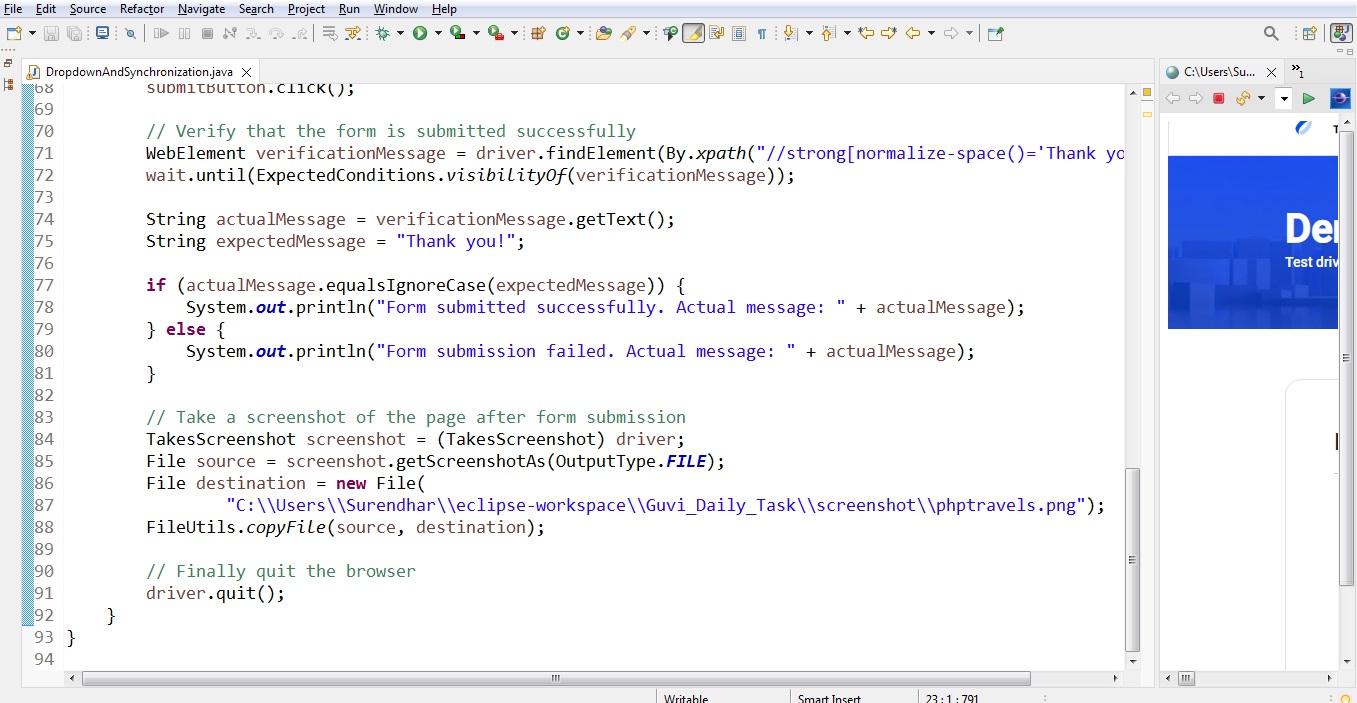 File Edit Source Refactor Navigate Search Project Run Window Help
DropdownAndSynchronization.java
68 submitButton.click();
69
70 // Verify that the form is submitted successfully
71 WebElement verificationMessage = driver.findElement(By.xpath("//strong[normalize-space()='Thank yo
72 wait.until(ExpectedConditions.visibilityOf(verificationMessage));
73
74 String actualMessage = verificationMessage.getText();
75 String expectedMessage = "Thank you!";
76
77 if (actualMessage.equalsIgnoreCase(expectedMessage)) {
78 System.out.println("Form submitted successfully. Actual message: " + actualMessage);
79 } else {
80 System.out.println("Form submission failed. Actual message: " + actualMessage);
81 }
82
83 // Take a screenshot of the page after form submission
84 TakesScreenshot screenshot = (TakesScreenshot) driver;
85 File source = screenshot.getScreenshotAs(OutputType.FILE);
86 File destination = new File(
87 "C:\\Users\\Surendhar\\eclipse-workspace\\Guvi_Daily_Task\\screenshot\\phptravels.png");
88 FileUtils.copyFile(source, destination);
89
90 // Finally quit the browser
91 driver.quit();
92 }
93 }
94
C:\Users\Su... »1
Der
Test driv
Writable Smart Insert 23 : 1 : 791